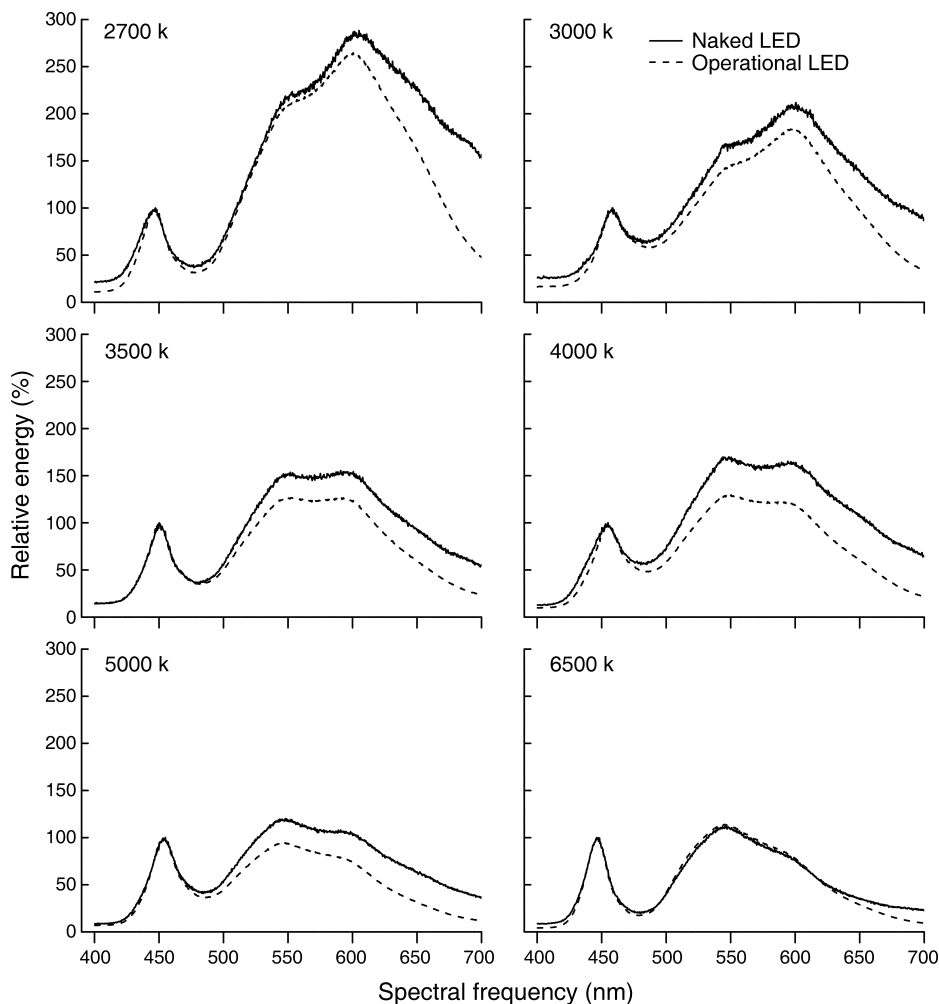 2700 k
300
250
200
150
100
50
0
3000 k
Naked LED
Operational LED
3500 k
300
250
200
150
100
50
0
4000 k
Relative energy (%)
5000 k
300
250
200
150
100
50
0
400 450 500 550 600 650 700
6500 k
400 450 500 550 600 650 700
Spectral frequency (nm)